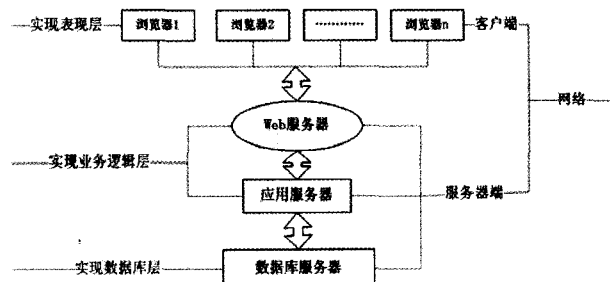 实现表现层 浏览器1 浏览器2 ············ 浏览器n 客户端
网络
Web服务器
实现业务逻辑层
应用服务器 服务器端
实现数据库层 数据库服务器